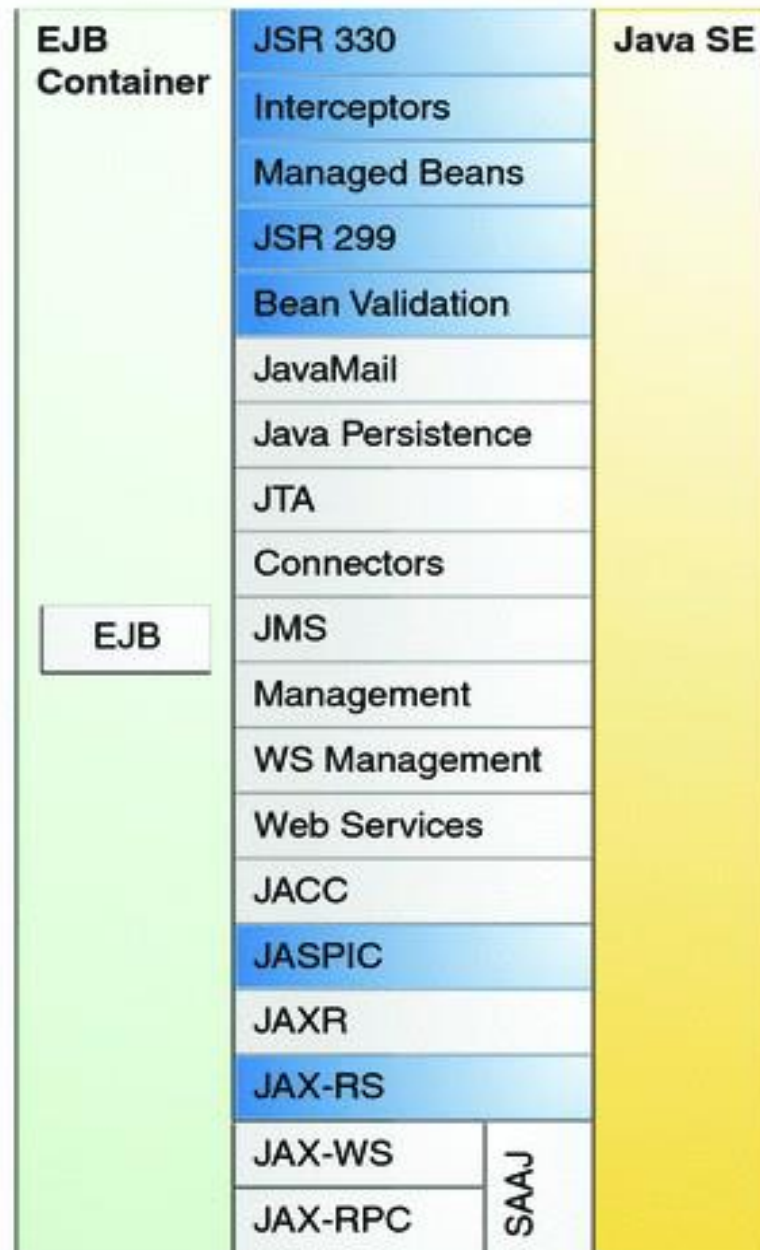 EJB
Container
EJB
JSR 330
Interceptors
Managed Beans
JSR 299
Bean Validation
JavaMail
Java Persistence
JTA
Connectors
JMS
Management
WS Management
Web Services
JACC
JASPIC
JAXR
JAX-RS
JAX-WS
JAX-RPC
SAAJ
Java SE